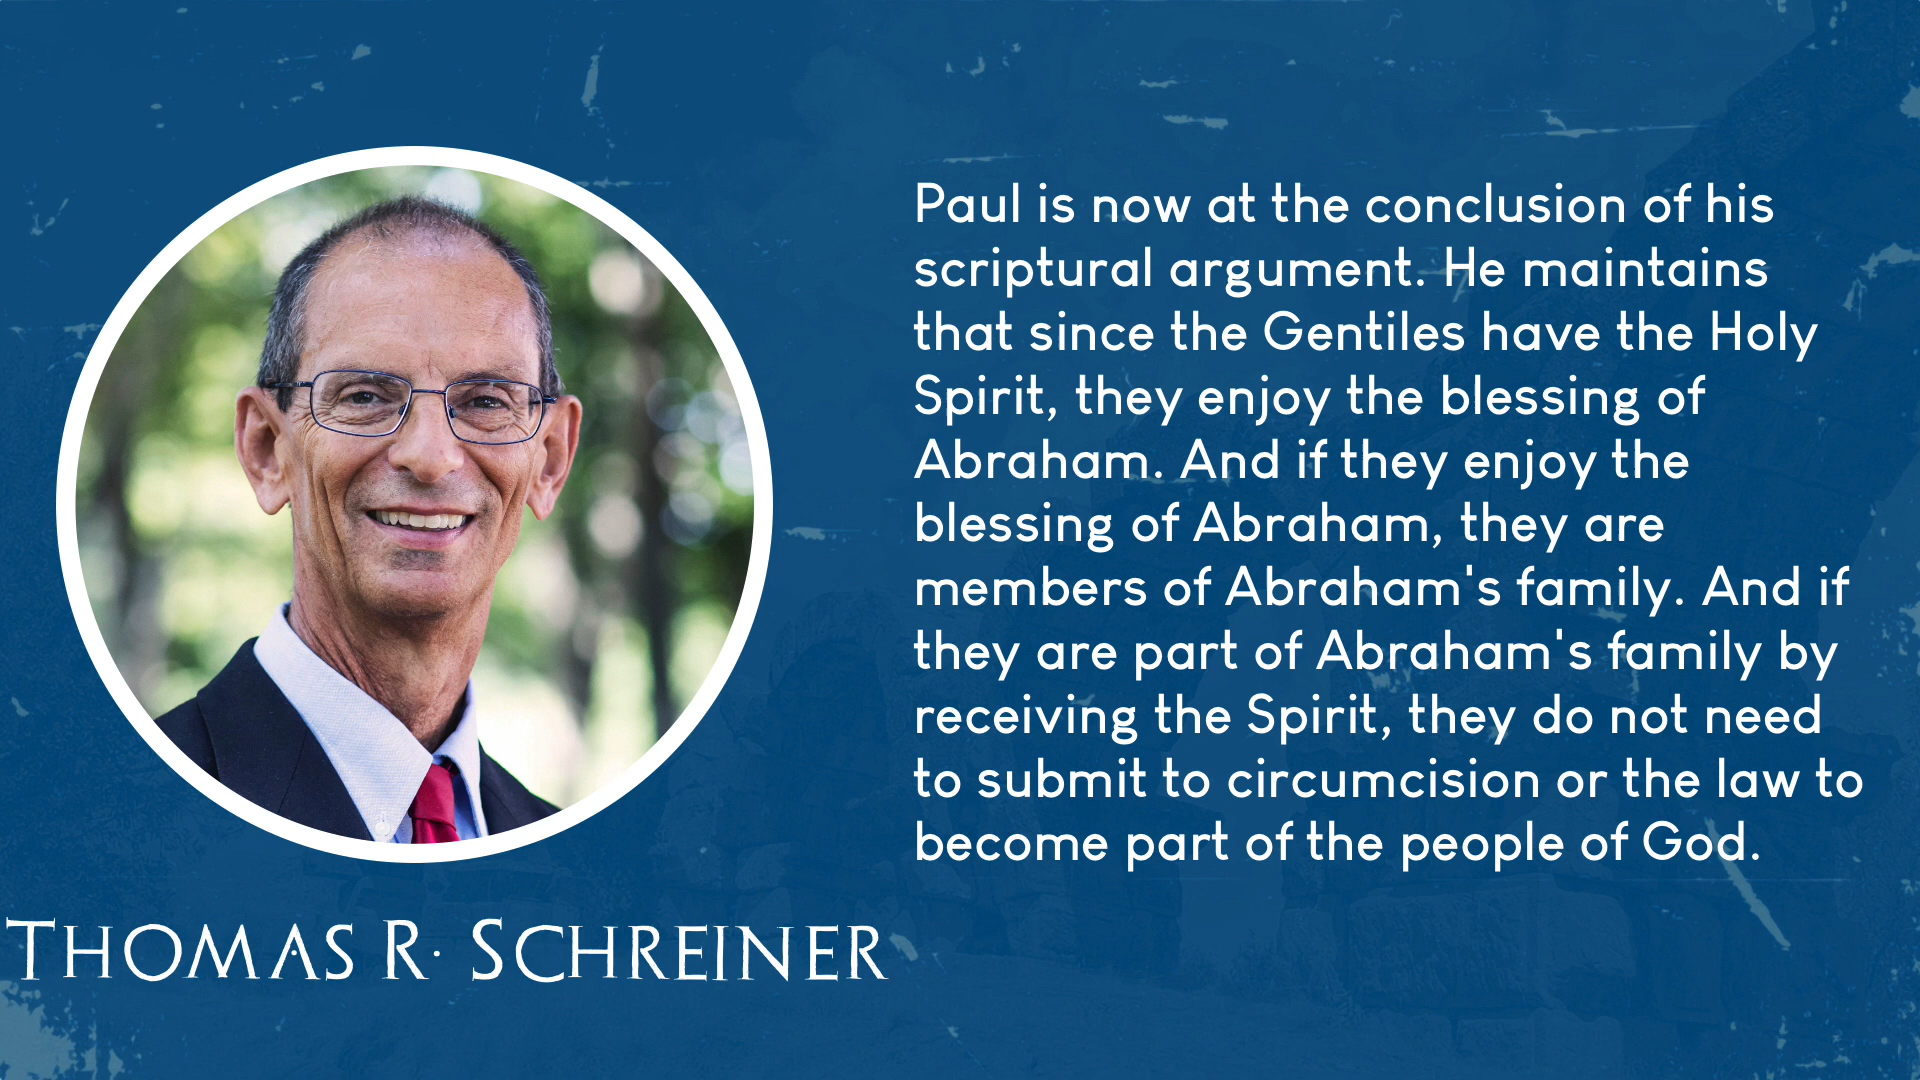 Paul is now at the conclusion of his
scriptural argument. He maintains
that since the Gentiles have the Holy
Spirit, they enjoy the blessing of
Abraham. And if they enjoy the
blessing of Abraham, they are
members of Abraham's family. And if
they are part of Abraham's family by
receiving the Spirit, they do not need
to submit to circumcision or the law to
become part of the people of God.
THOMAS R. SCHREINER